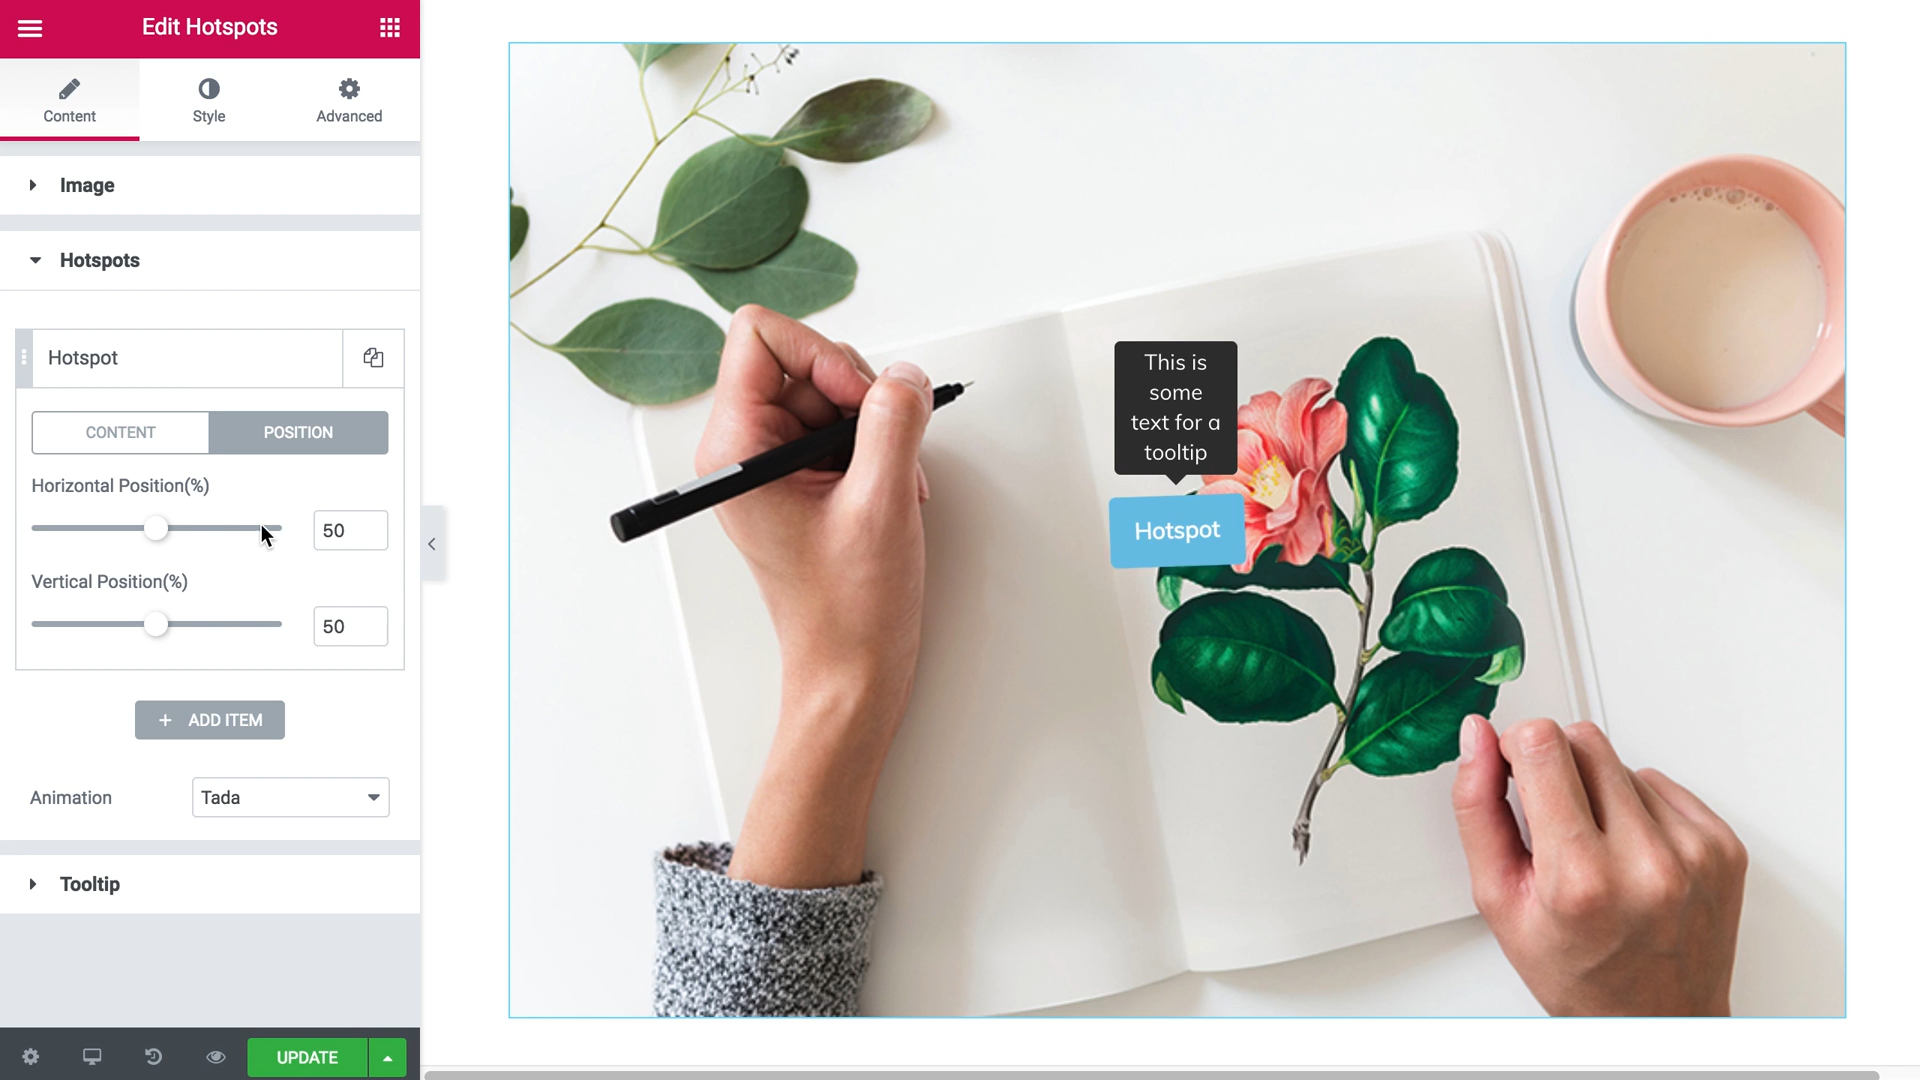 Edit Hotspots
Content
Style
Advanced
Image
Hotspots
Hotspot
CONTENT
POSITION
Horizontal Position(%)
50
Vertical Position(%)
50
+ ADD ITEM
Animation
Tada
Tooltip
UPDATE
This is
some
text for a
tooltip
Hotspot